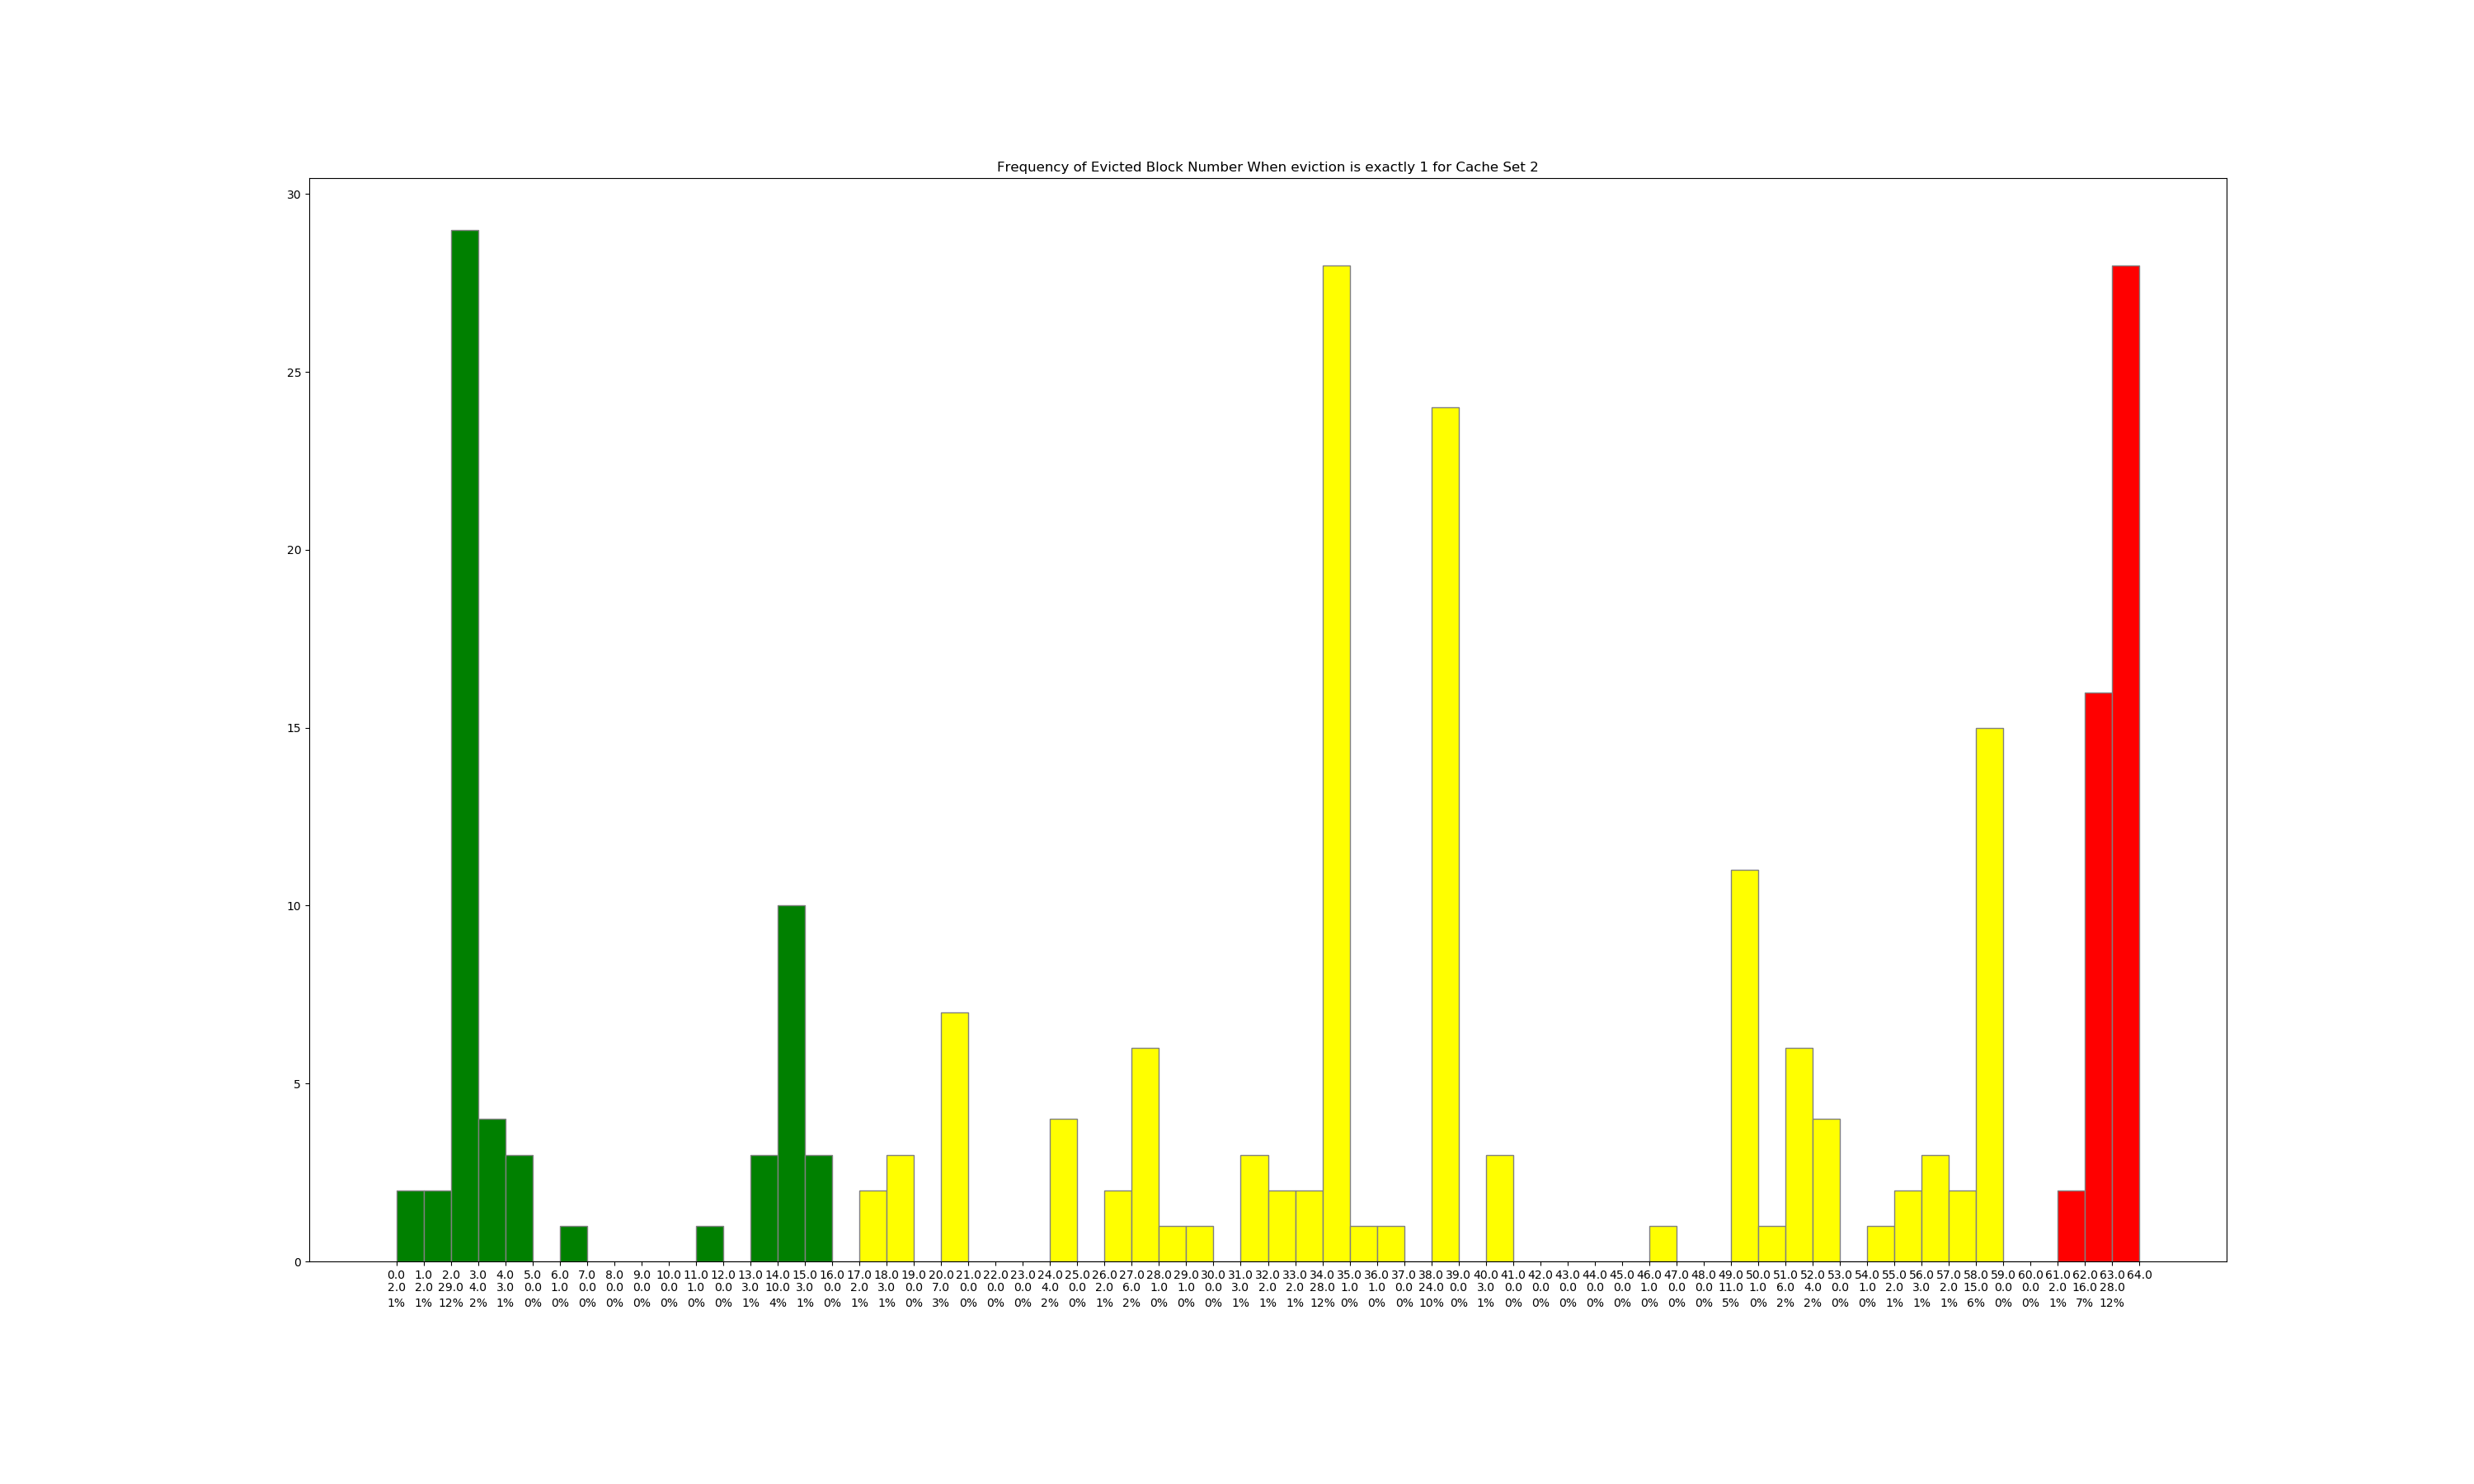 Frequency of Evicted Block Number When eviction is exactly 1 for Cache Set 2
30
25
20
15
10
5
0
0.0 1.0 2.0 3.0 4.0 5.0 6.0 7.0 8.0 9.0 10.0 11.0 12.0 13.0 14.0 15.0 16.0 17.0 18.0 19.0 20.0 21.0 22.0 23.0 24.0 25.0 26.0 27.0 28.0 29.0 30.0 31.0 32.0 33.0 34.0 35.0 36.0 37.0 38.0 39.0 40.0 41.0 42.0 43.0 44.0 45.0 46.0 47.0 48.0 49.0 50.0 51.0 52.0 53.0 54.0 55.0 56.0 57.0 58.0 59.0 60.0 61.0 62.0 63.0 64.0
2.0 2.0 29.0 4.0 3.0 0.0 1.0 0.0 0.0 0.0 0.0 1.0 0.0 3.0 10.0 3.0 0.0 2.0 3.0 0.0 7.0 0.0 0.0 0.0 4.0 0.0 2.0 6.0 1.0 1.0 0.0 3.0 2.0 2.0 28.0 1.0 1.0 0.0 24.0 0.0 3.0 0.0 0.0 0.0 0.0 0.0 1.0 0.0 0.0 11.0 1.0 6.0 4.0 0.0 1.0 2.0 3.0 2.0 15.0 0.0 0.0 2.0 16.0 28.0
1% 1% 12% 2% 1% 0% 0% 0% 0% 0% 0% 0% 0% 1% 4% 1% 0% 1% 1% 0% 3% 0% 0% 0% 2% 0% 1% 2% 0% 0% 0% 1% 1% 1% 12% 0% 0% 0% 10% 0% 1% 0% 0% 0% 0% 0% 0% 0% 0% 5% 0% 2% 2% 0% 0% 1% 1% 1% 6% 0% 0% 1% 7% 12%